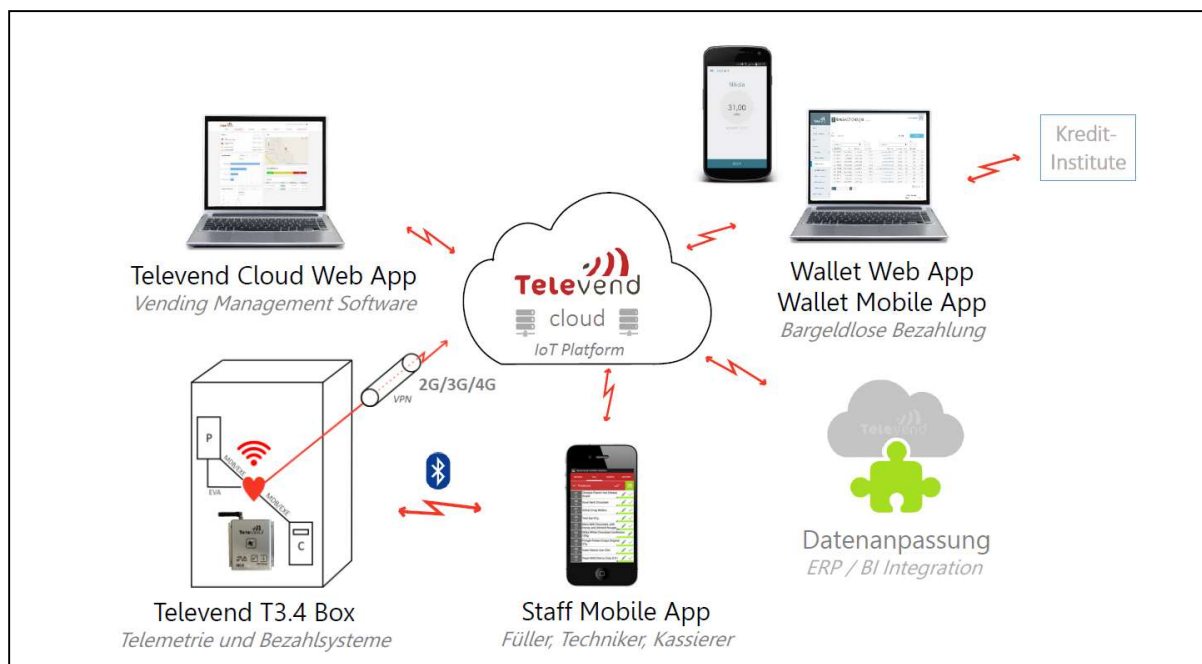 Kredit-
Institute
Televend Cloud Web App
Vending Management Software
Televend
cloud
IoT Platform
Wallet Web App
Wallet Mobile App
Bargeldlose Bezahlung
31,00
2G/3G/4G
VPN
P
MDB/EXE
EVA
MDB/EXE
C
Televend
Televend T3.4 Box
Telemetrie und Bezahlsysteme
Staff Mobile App
Füller, Techniker, Kassierer
Televend
Datenanpassung
ERP / BI Integration